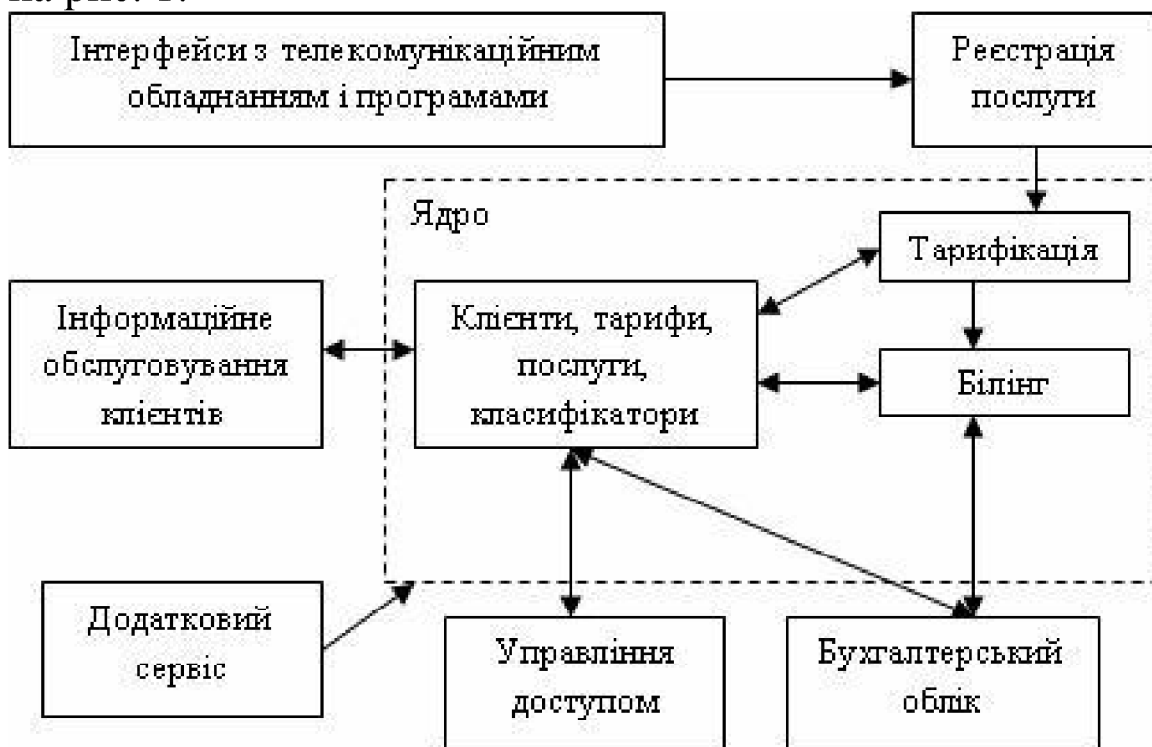 на рис. 1.
Інтерфейси з телекомунікаційним
обладнанням і програмами
Реєстрація
послуги
Ядро
Тарифікація
Інформаційне
обслуговування
клієнтів
Клієнти, тарифи,
послуги,
класифікатори
Білінг
Додатковий
сервіс
Управління
доступом
Бухгалтерський
облік